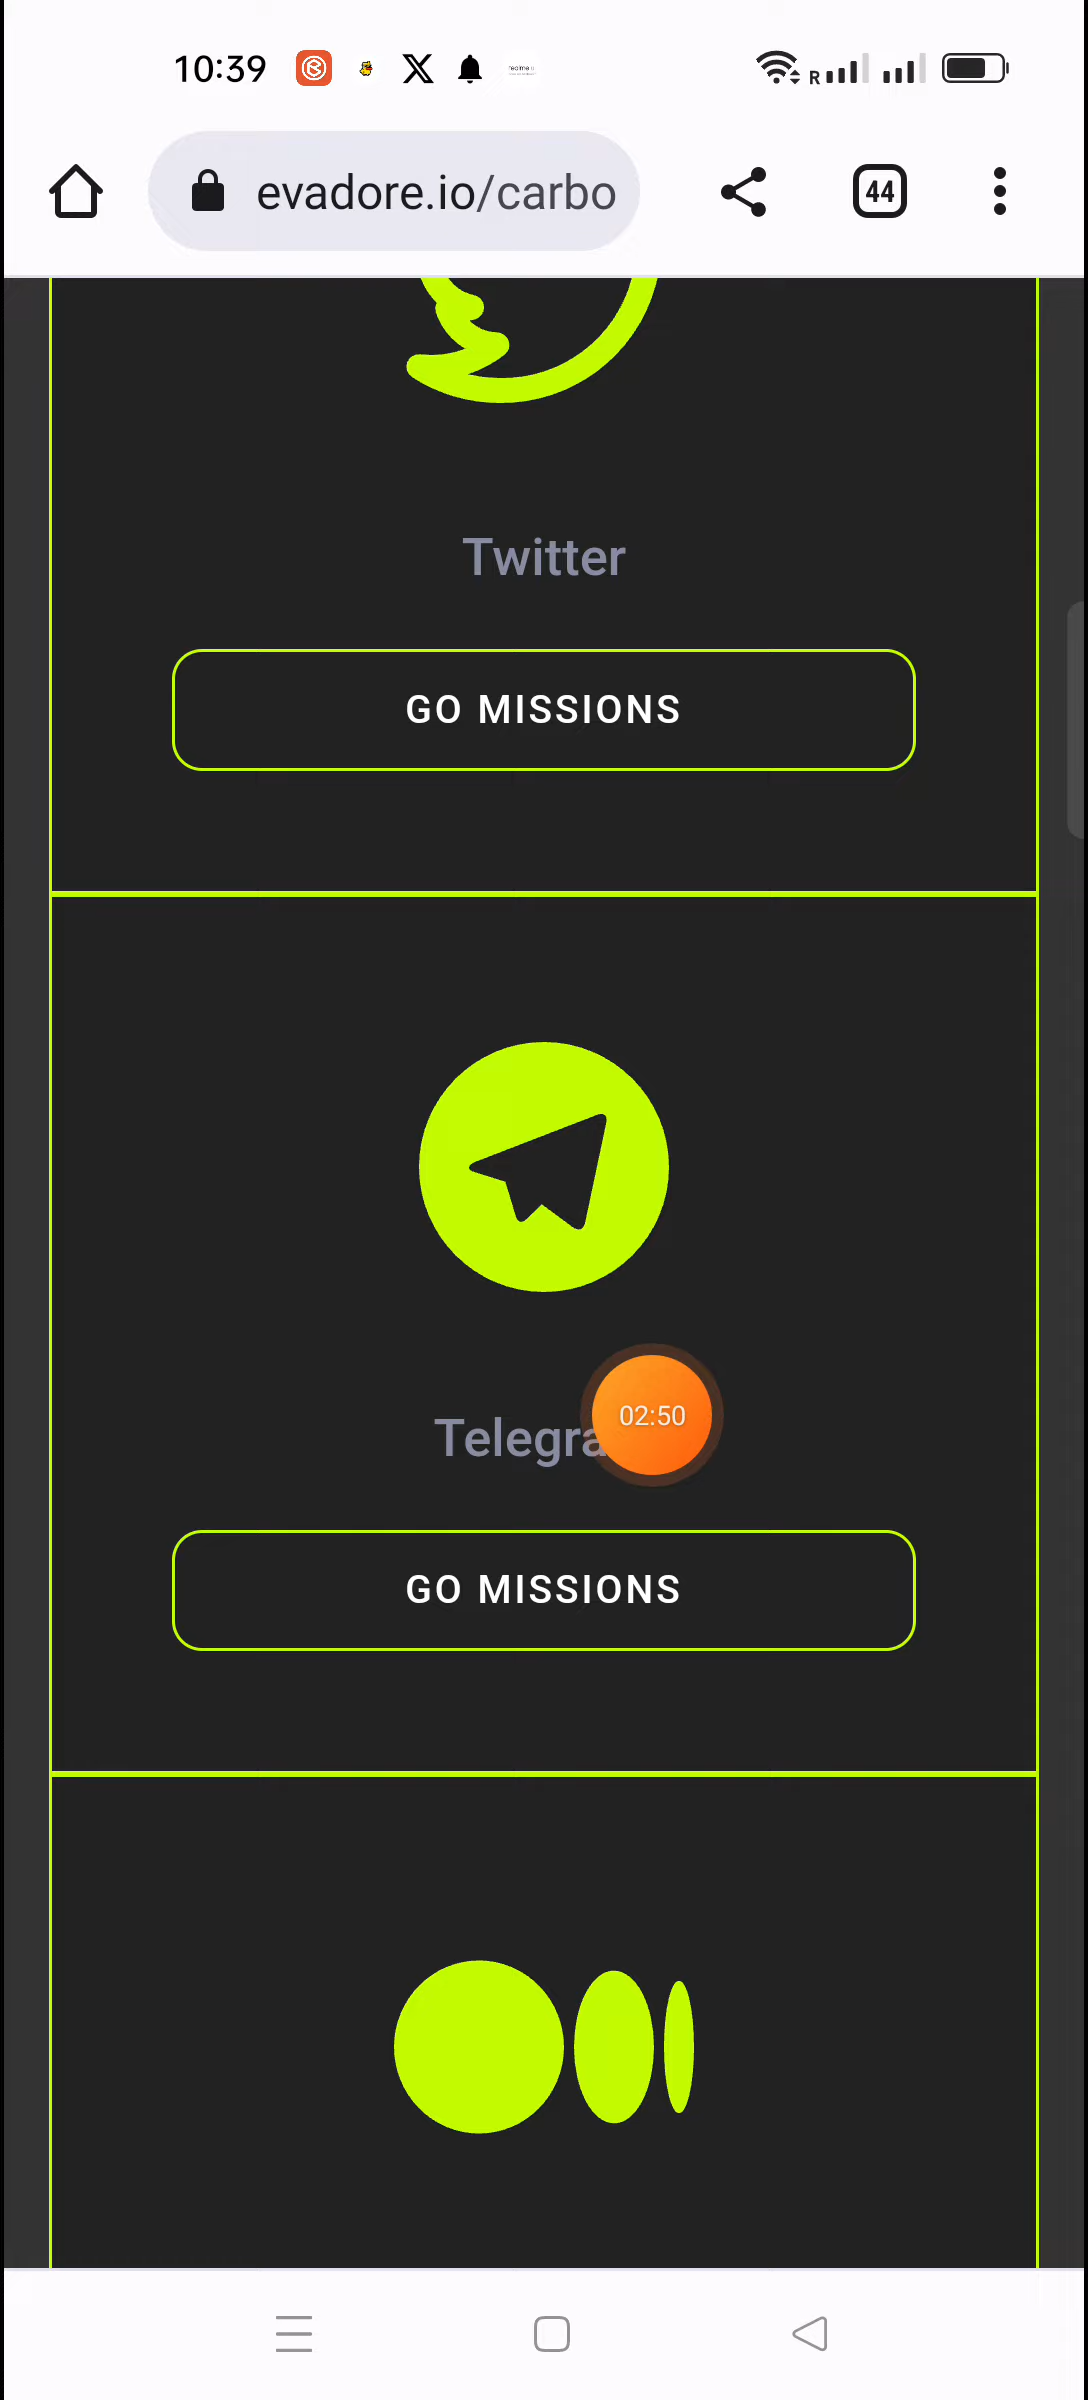 10:39
R
evadore.io/carbo
44
Twitter
GO MISSIONS
02:50
Telegra
GO MISSIONS